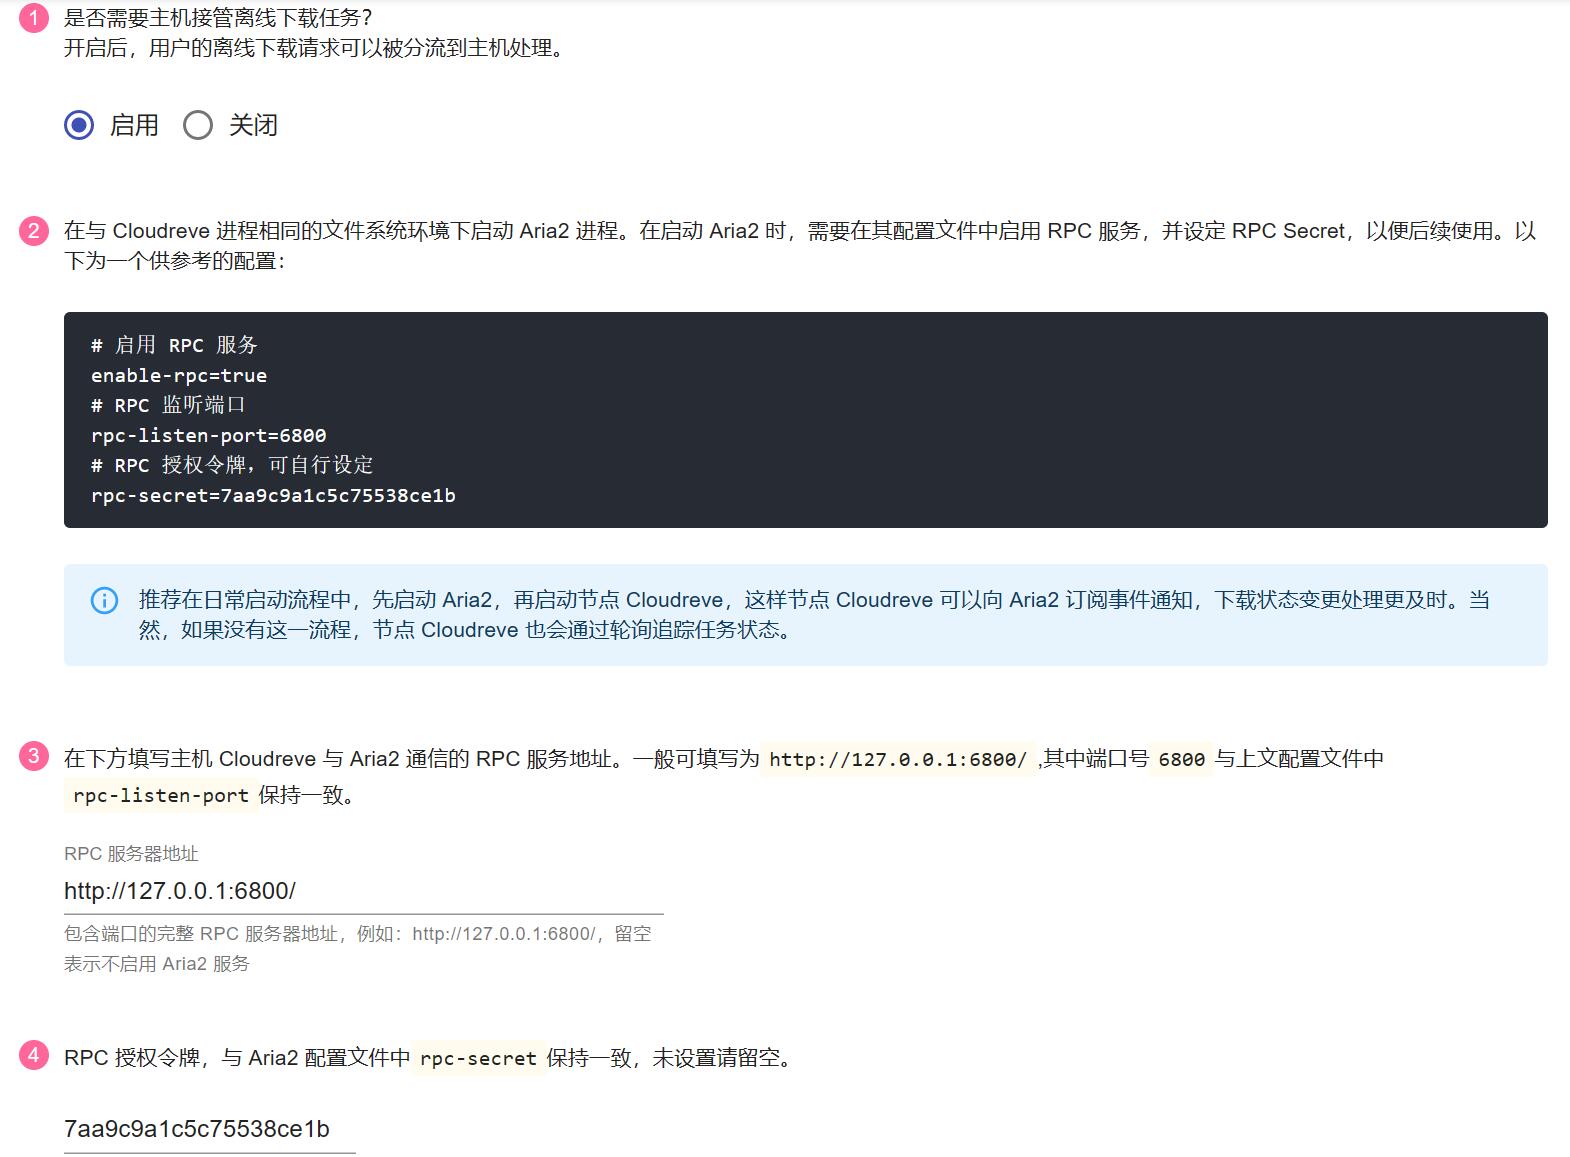 1 是否需要主机接管离线下载任务？
开启后，用户的离线下载请求可以被分流到主机处理。
启用 关闭
2 在与 Cloudreve 进程相同的文件系统环境下启动 Aria2 进程。在启动 Aria2 时，需要在其配置文件中启用 RPC 服务，并设定 RPC Secret，以便后续使用。以
下为一个供参考的配置：
# 启用 RPC 服务
enable-rpc=true
# RPC 监听端口
rpc-listen-port=6800
# RPC 授权令牌，可自行设定
rpc-secret=7aa9c9a1c5c75538ce1b
推荐在日常启动流程中，先启动 Aria2，再启动节点 Cloudreve，这样节点 Cloudreve 可以向 Aria2 订阅事件通知，下载状态变更处理更及时。当
然，如果没有这一流程，节点 Cloudreve 也会通过轮询追踪任务状态。
3 在下方填写主机 Cloudreve 与 Aria2 通信的 RPC 服务地址。一般可填写为 http://127.0.0.1:6800/ ,其中端口号 6800 与上文配置文件中
rpc-listen-port 保持一致。
RPC 服务器地址
http://127.0.0.1:6800/
包含端口的完整 RPC 服务器地址，例如：http://127.0.0.1:6800/，留空
表示不启用 Aria2 服务
4 RPC 授权令牌，与 Aria2 配置文件中 rpc-secret 保持一致，未设置请留空。
7aa9c9a1c5c75538ce1b